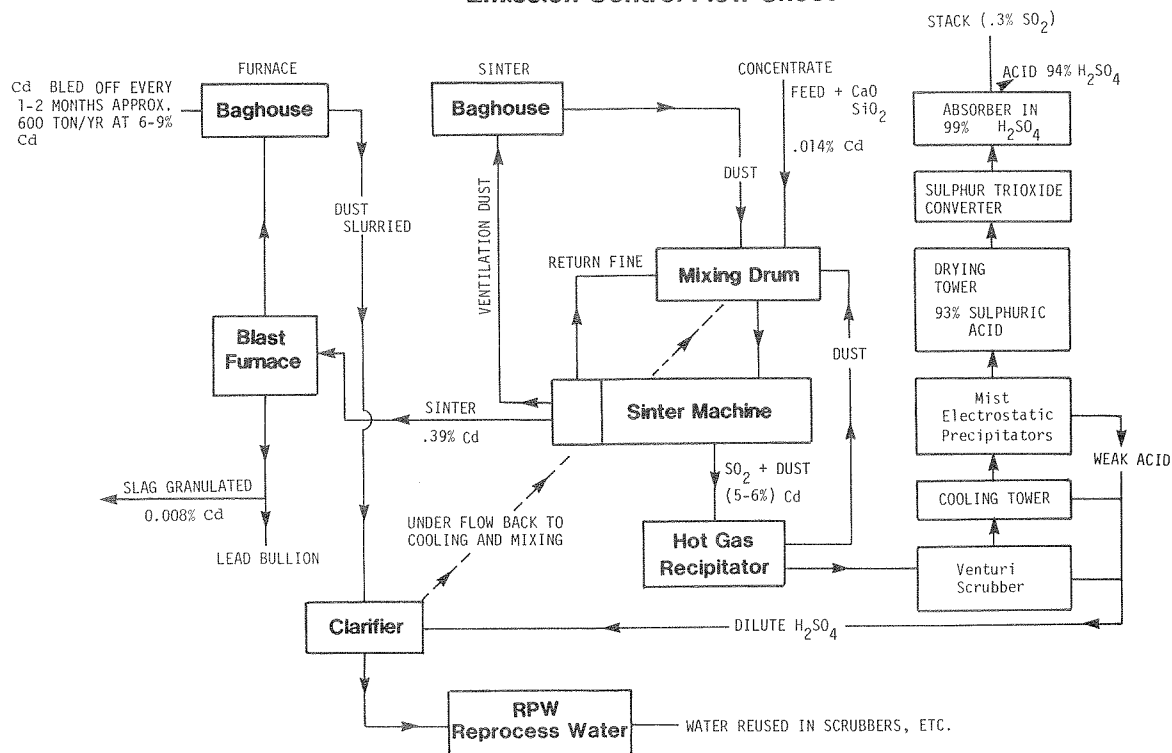 STACK (.3% SO2)
Cd BLED OFF EVERY
1-2 MONTHS APPROX.
600 TON/YR AT 6-9%
Cd
FURNACE
Baghouse
SINTER
Baghouse
CONCENTRATE
FEED + CaO
SiO2
.014% Cd
ACID 94% H2SO4
ABSORBER IN
99% H2SO4
SULPHUR TRIOXIDE
CONVERTER
DRYING
TOWER
93% SULPHURIC
ACID
DUST
SLURRIED
VENTILATION DUST
DUST
RETURN FINE
Mixing Drum
DUST
Blast
Furnace
Sinter Machine
SINTER
.39% Cd
Mist
Electrostatic
Precipitators
WEAK ACID
SLAG GRANULATED
0.008% Cd
LEAD BULLION
SO2 + DUST
(5-6%) Cd
UNDER FLOW BACK TO
COOLING AND MIXING
Hot Gas
Recipitator
COOLING TOWER
Venturi
Scrubber
Clarifier
DILUTE H2SO4
RPW
Reprocess Water
WATER REUSED IN SCRUBBERS, ETC.